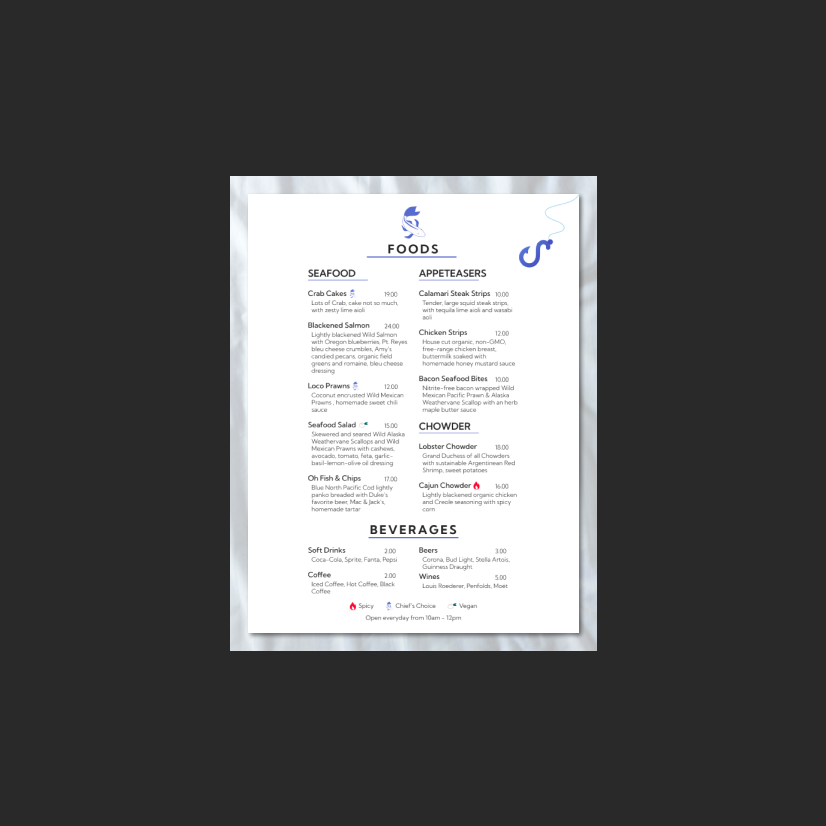 FOODS
SEAFOOD
Crab Cakes 19.00
Lots of Crab, cake not so much,
with zesty lime aioli
Blackened Salmon 24.00
Lightly blackened Wild Salmon
with Oregon blueberries, Pt. Reyes
bleu cheese crumbles, Amy's
candied pecans, organic field
greens and romaine, bleu cheese
dressing
Loco Prawns 12.00
Coconut encrusted Wild Mexican
Prawns , homemade sweet chili
sauce
Seafood Salad 15.00
Skewered and seared Wild Alaska
Weathervane Scallops and Wild
Mexican Prawns with cashews,
avocado, tomato, feta, garlic-
basil-lemon-olive oil dressing
Oh Fish & Chips 17.00
Blue North Pacific Cod lightly
panko breaded with Duke's
favorite beer, Mac & Jack's,
homemade tartar
APPETEASERS
Calamari Steak Strips 10.00
Tender, large squid steak strips,
with tequila lime aioli and wasabi
aoli
Chicken Strips 12.00
House cut organic, non-GMO,
free-range chicken breast,
buttermilk soaked with
homemade honey mustard sauce
Bacon Seafood Bites 10.00
Nitrite-free bacon wrapped Wild
Mexican Pacific Prawn & Alaska
Weathervane Scallop with an herb
maple butter sauce
CHOWDER
Lobster Chowder 18.00
Grand Duchess of all Chowders
with sustainable Argentinean Red
Shrimp, sweet potatoes
Cajun Chowder 16.00
Lightly blackened organic chicken
and Creole seasoning with spicy
corn
BEVERAGES
Soft Drinks 2.00
Coca-Cola, Sprite, Fanta, Pepsi
Coffee 2.00
Iced Coffee, Hot Coffee, Black
Coffee
Beers 3.00
Corona, Bud Light, Stella Artois,
Guinness Draught
Wines 5.00
Louis Roederer, Penfolds, Moët
Spicy Chief's Choice Vegan
Open everyday from 10am - 12pm